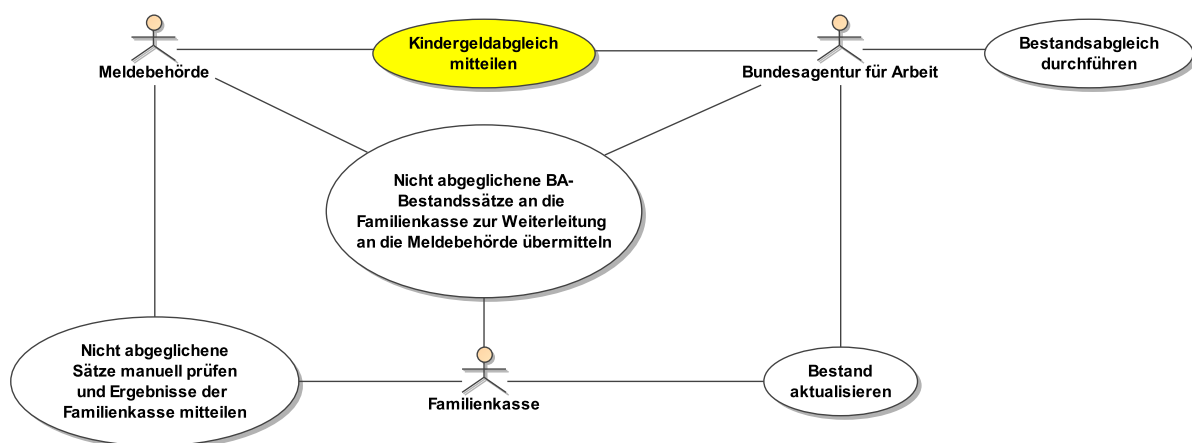 Kindergeldabgleich
mitteilen
Bestandsabgleich
durchführen
Meldebehörde
Bundesagentur für Arbeit
Nicht abgeglichene BA-
Bestandssätze an die
Familienkasse zur Weiterleitung
an die Meldebehörde übermitteln
Nicht abgeglichene
Sätze manuell prüfen
und Ergebnisse der
Familienkasse mitteilen
Familienkasse
Bestand
aktualisieren